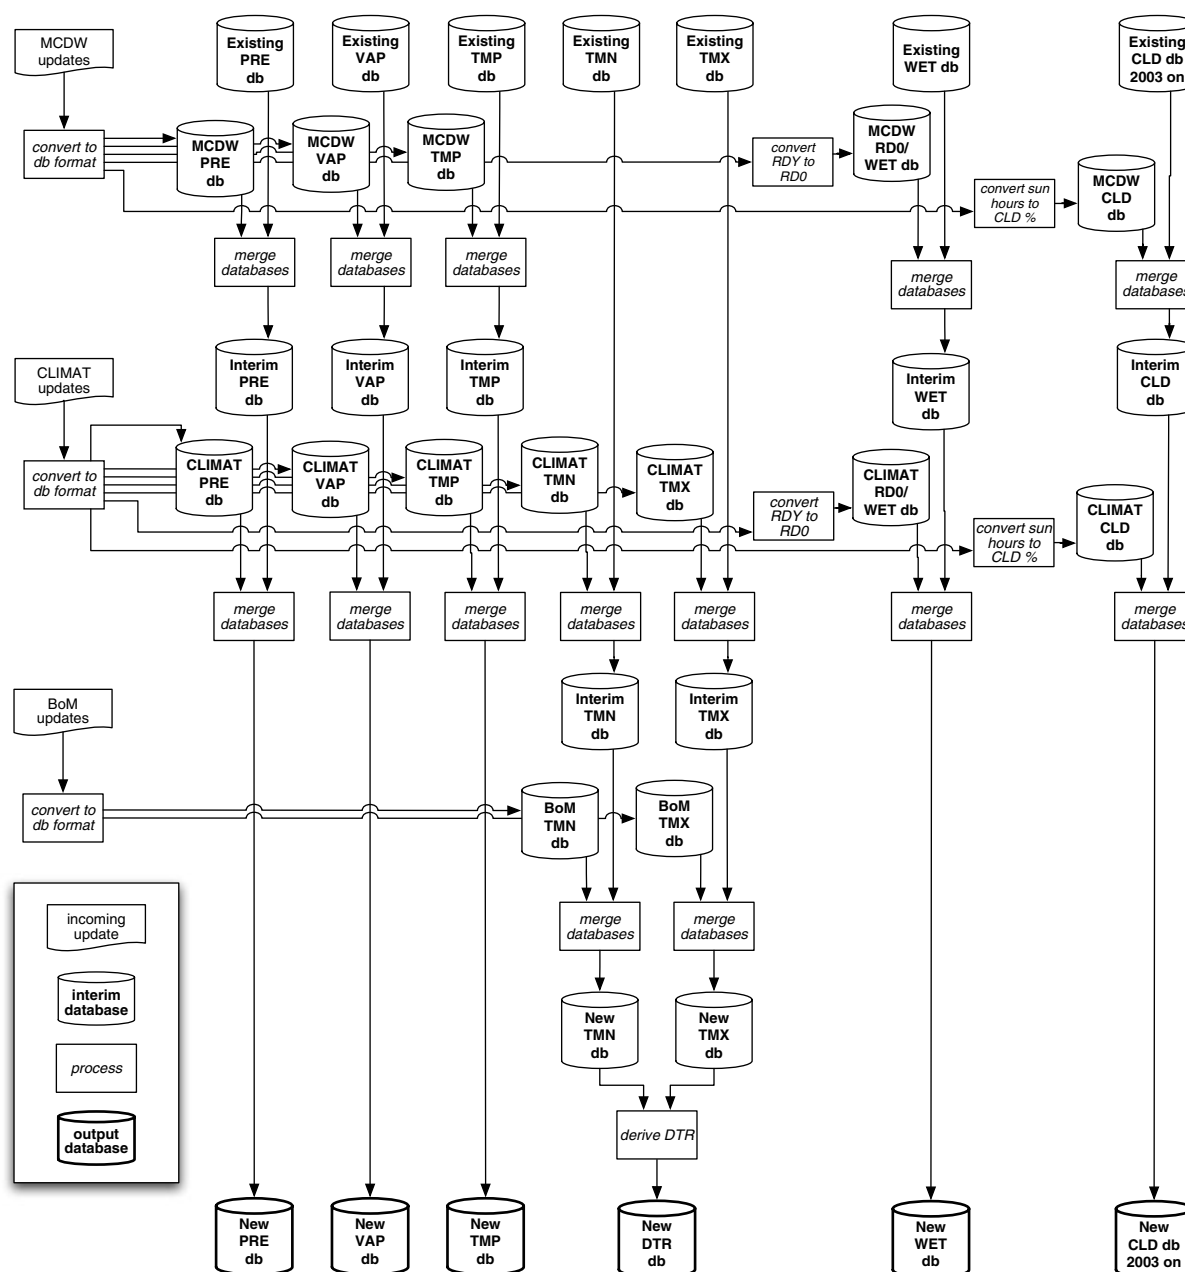 MCDW
updates
Existing
PRE
db
Existing
VAP
db
Existing
TMP
db
Existing
TMN
db
Existing
TMX
db
Existing
WET db
Existing
CLD db
2003 on
convert to
db format
MCDW
PRE
db
MCDW
VAP
db
MCDW
TMP
db
convert
RDY to
RD0
MCDW
RD0/
WET db
convert sun
hours to
CLD %
MCDW
CLD
db
merge
databases
merge
databases
merge
databases
merge
databases
merge
databases
CLIMAT
updates
Interim
PRE
db
Interim
VAP
db
Interim
TMP
db
Interim
WET
db
Interim
CLD
db
convert to
db format
CLIMAT
PRE
db
CLIMAT
VAP
db
CLIMAT
TMP
db
CLIMAT
TMN
db
CLIMAT
TMX
db
convert
RDY to
RD0
CLIMAT
RD0/
WET db
convert sun
hours to
CLD %
CLIMAT
CLD
db
merge
databases
merge
databases
merge
databases
merge
databases
merge
databases
merge
databases
merge
databases
BoM
updates
Interim
TMN
db
Interim
TMX
db
convert to
db format
BoM
TMN
db
BoM
TMX
db
merge
databases
merge
databases
incoming
update
interim
database
process
output
database
New
TMN
db
New
TMX
db
derive DTR
New
PRE
db
New
VAP
db
New
TMP
db
New
DTR
db
New
WET
db
New
CLD db
2003 on